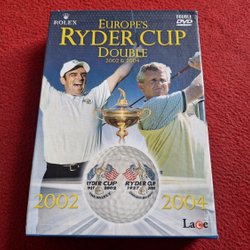 ROLEX
EUROPE'S
RYDER CUP
DOUBLE
2002 & 2004
DOUBLE
DVD
RYDER CUP
RYDER CUP
2002
2004
Lace